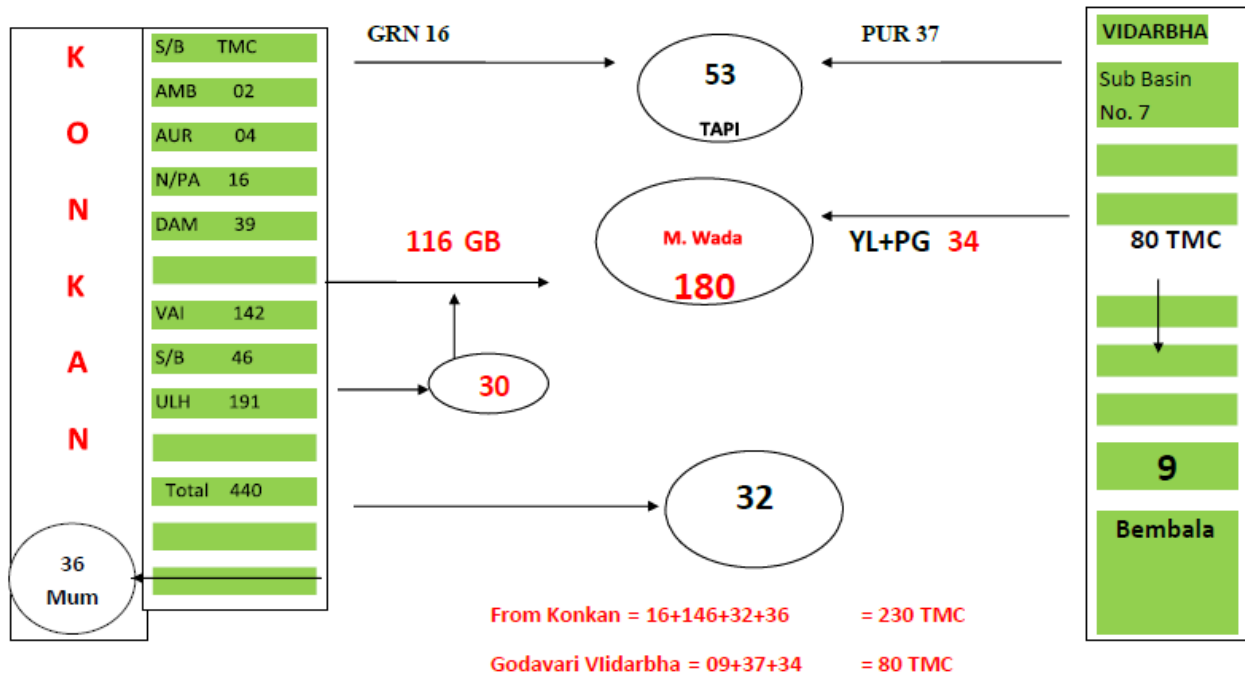 K
O
N
K
A
N
36
Mum
S/B TMC
AMB 02
AUR 04
N/PA 16
DAM 39
VAI 142
S/B 46
ULH 191
Total 440
GRN 16
53
TAPI
PUR 37
116 GB
M. Wada
180
YL+PG 34
30
32
VIDARBHA
Sub Basin
No. 7
80 TMC
9
Bembala
From Konkan = 16+146+32+36 = 230 TMC
Godavari VIidarbha = 09+37+34 = 80 TMC